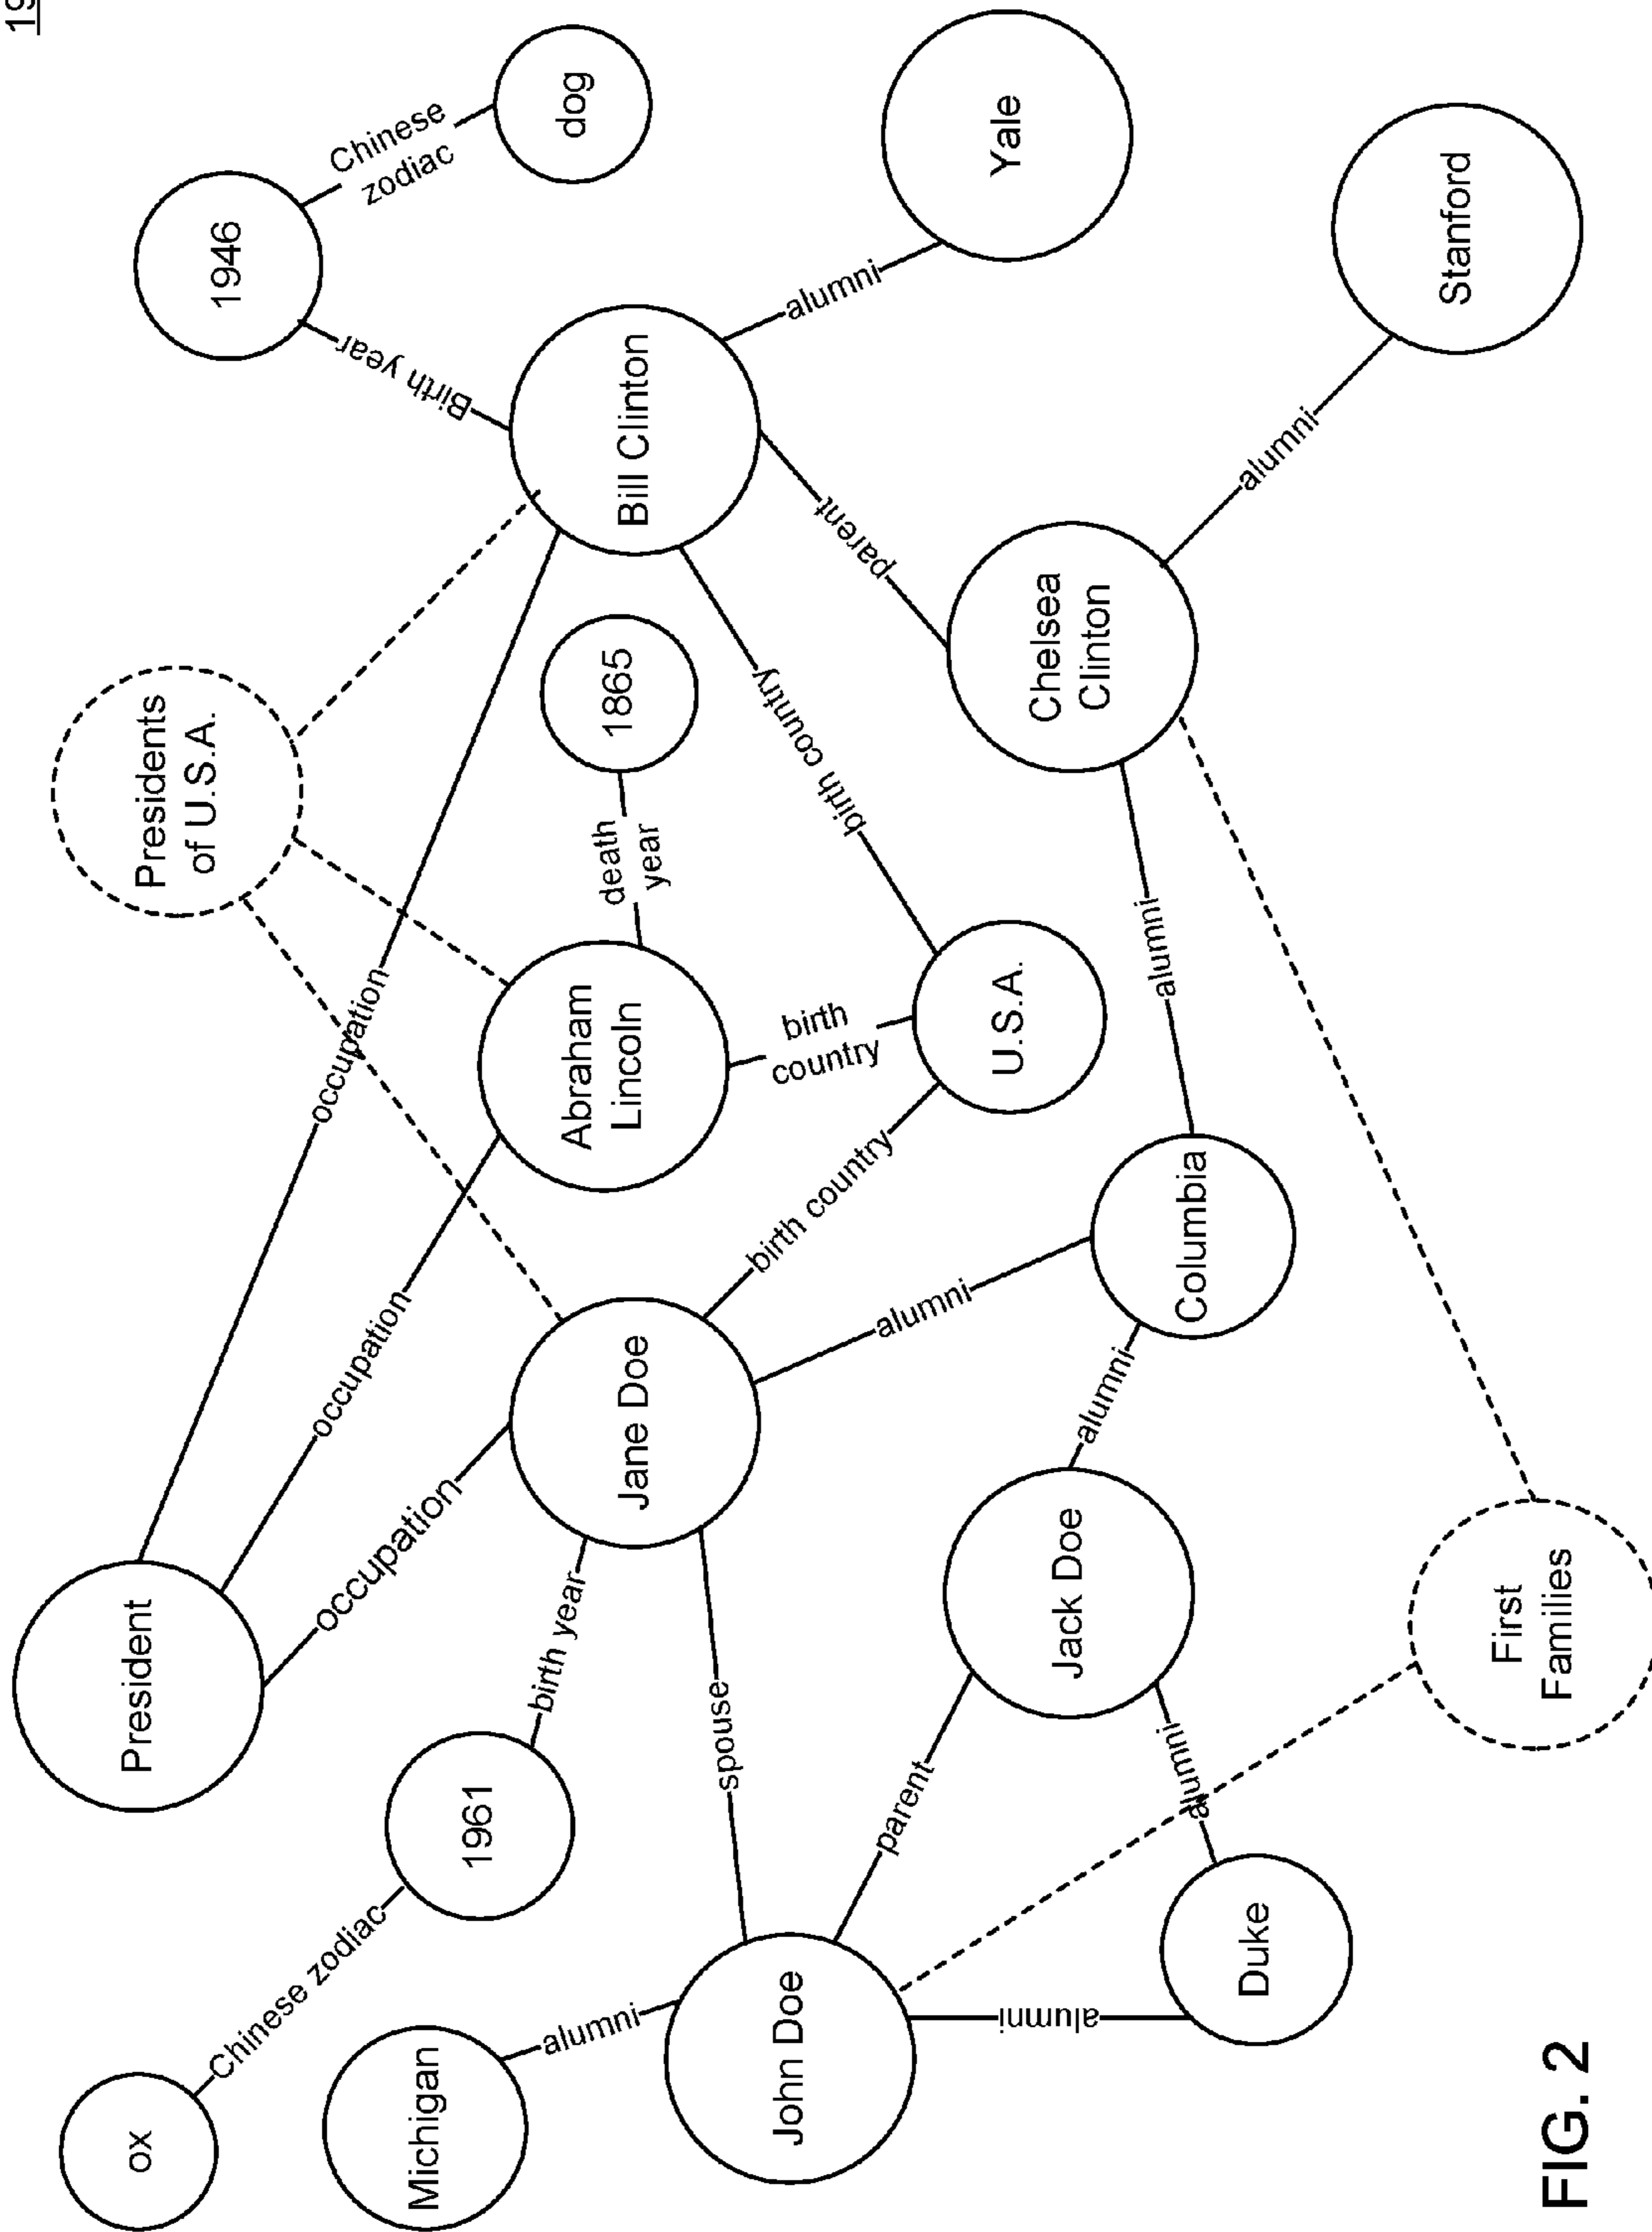 19
ox
President
Presidents
of U.S.A.
1946
Chinese zodiac
occupation
occupation
occupation
Birth year
Chinese
zodiac
Michigan
1961
birth year
Abraham
Lincoln
death
year
1865
dog
alumni
Jane Doe
Bill Clinton
spouse
birth country
birth
country
birth country
alumni
John Doe
parent
alumni
U.S.A.
parent
Yale
Jack Doe
alumni
alumni
Chelsea
Clinton
alumni
alumni
Duke
alumni
Columbia
alumni
Stanford
First
Families
FIG. 2